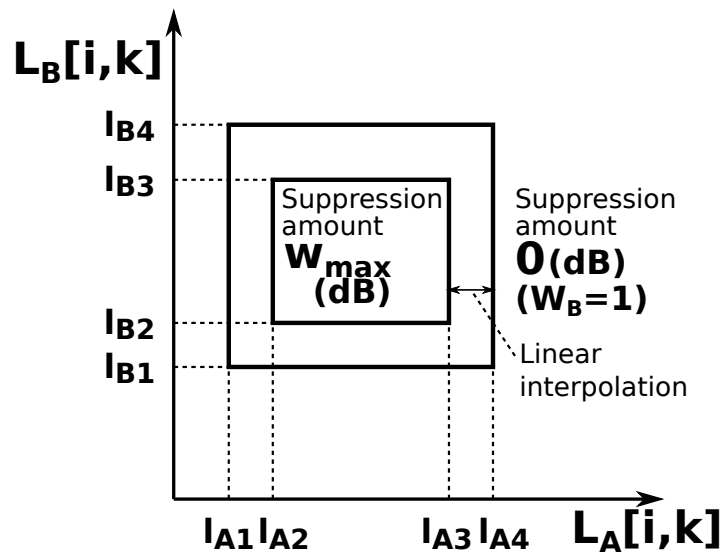 L_B[i,k]
l_B4
l_B3
l_B2
l_B1
Suppression
amount
w_max
(dB)
Suppression
amount
0(dB)
(W_B=1)
Linear
interpolation
l_A1 l_A2 l_A3 l_A4 L_A[i,k]